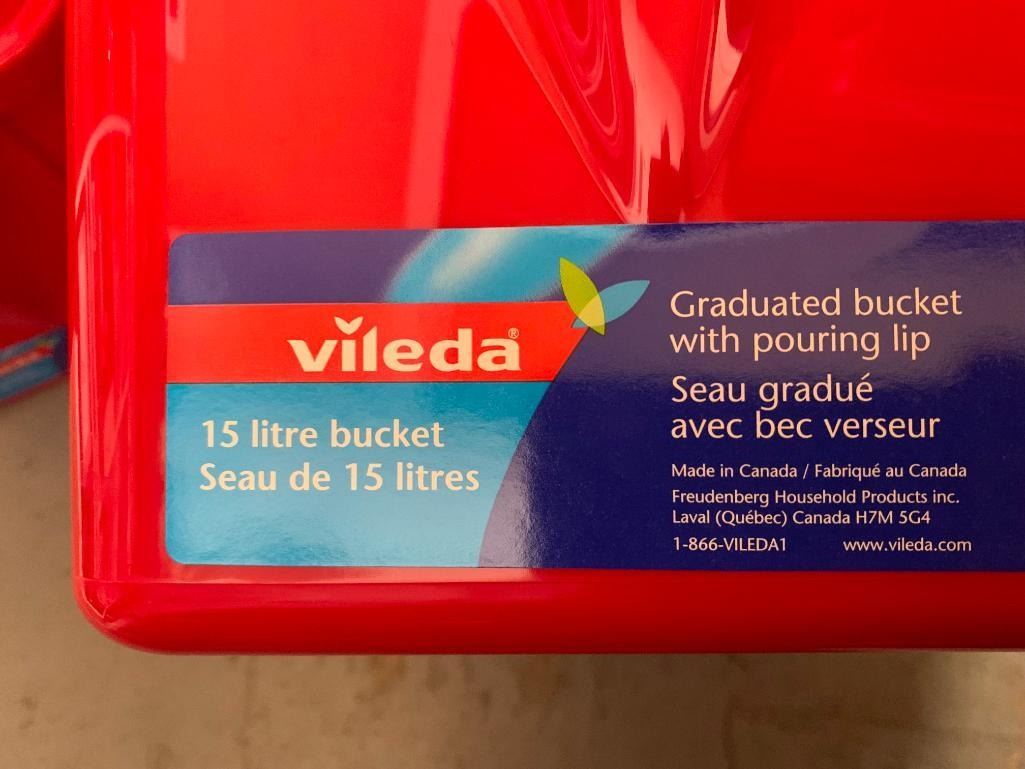 vileda®
15 litre bucket
Seau de 15 litres
Graduated bucket
with pouring lip
Seau gradué
avec bec verseur
Made in Canada / Fabriqué au Canada
Freudenberg Household Products inc.
Laval (Québec) Canada H7M 5G4
1-866-VILEDA1 www.vileda.com